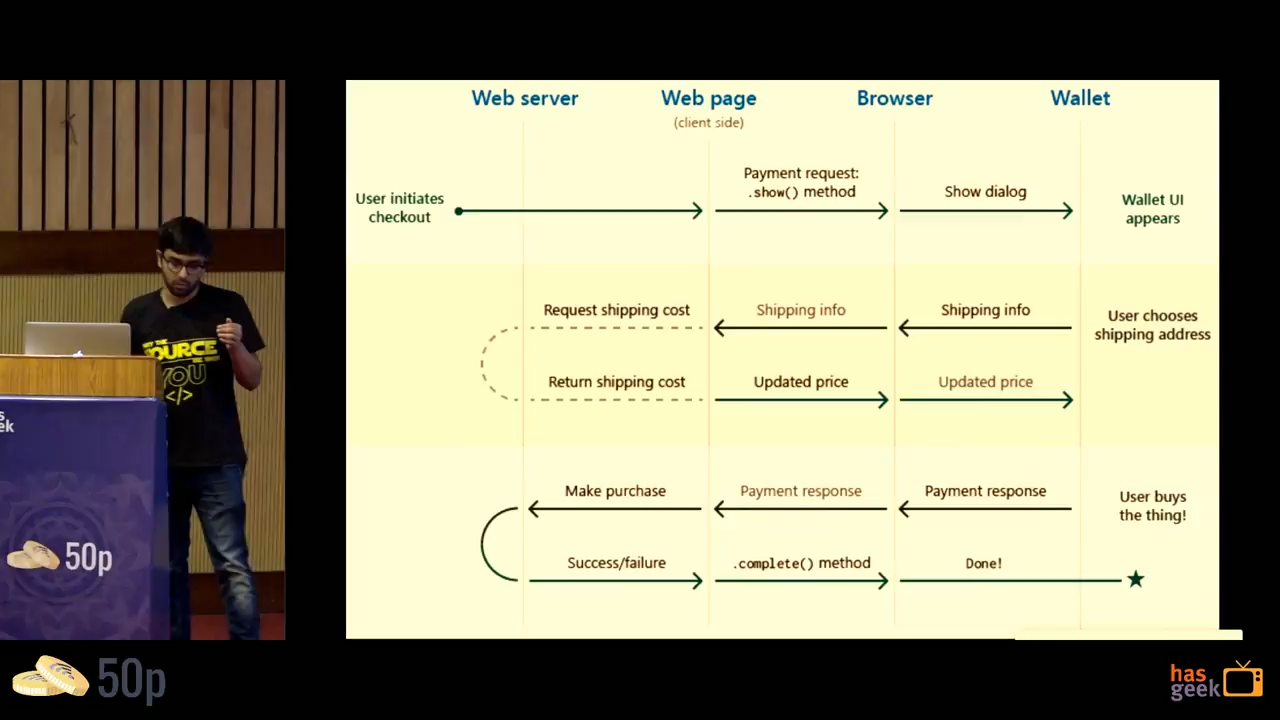 Web server
Web page
(client side)
Browser
Wallet
User initiates
checkout
Payment request:
.show() method
Show dialog
Wallet UI
appears
Request shipping cost
Shipping info
Shipping info
User chooses
shipping address
Return shipping cost
Updated price
Updated price
Make purchase
Payment response
Payment response
User buys
the thing!
Success/failure
.complete() method
Done!
SOURCE
YOU
</>
ek
50p
50p
has
geek